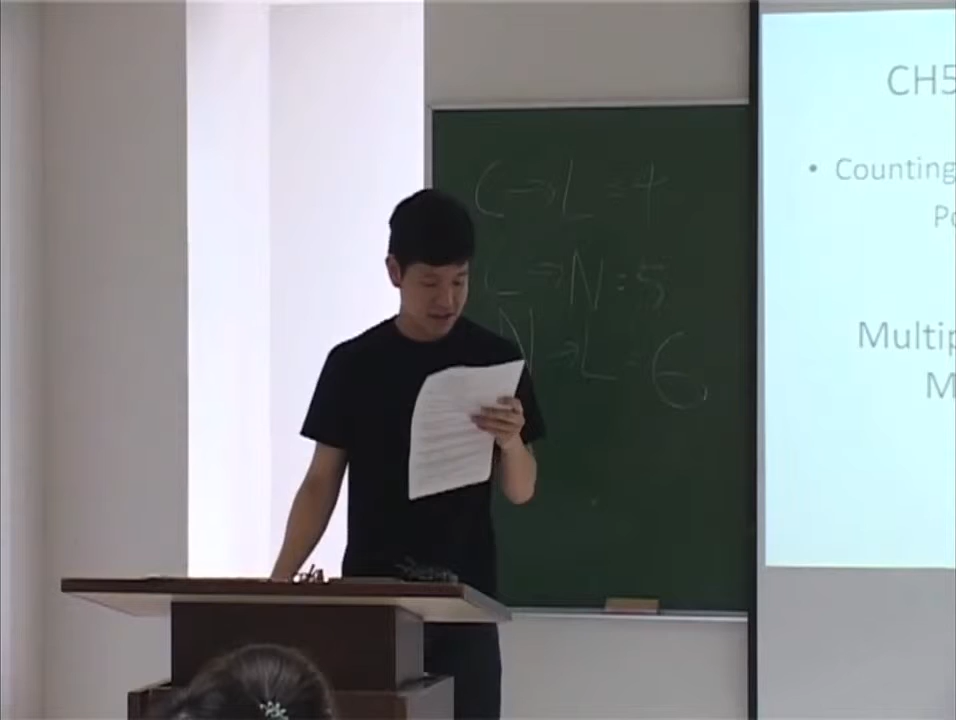 C → L = 4
C → N : 5
N → L = 6
CH5
• Counting
Po
Multip
M